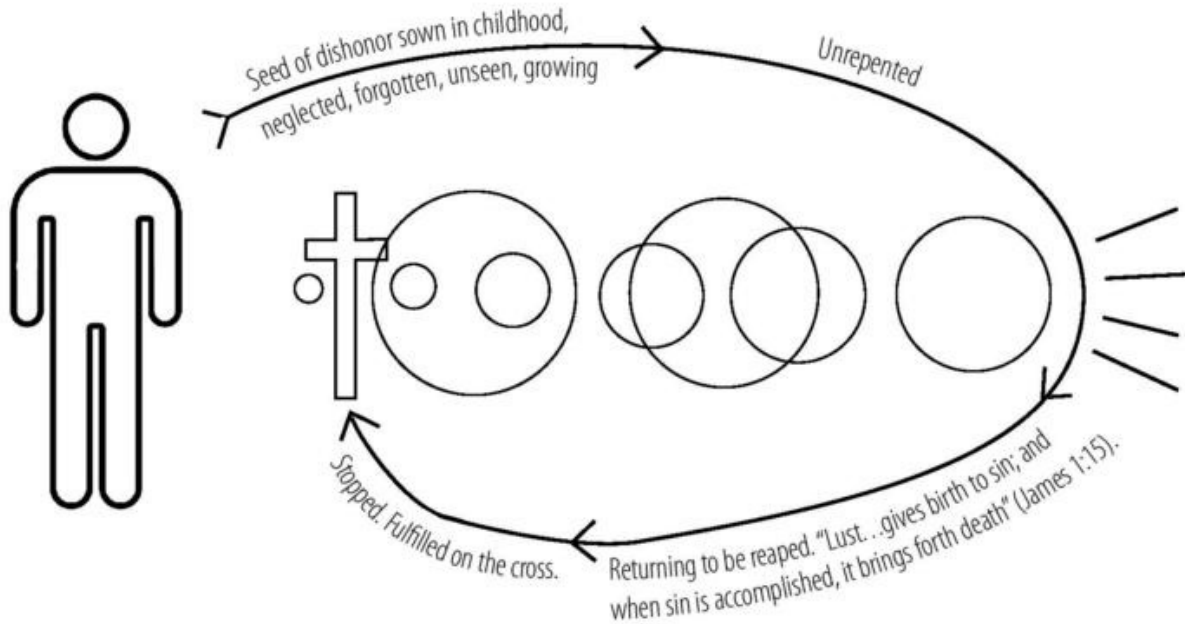 Seed of dishonor sown in childhood,
neglected, forgotten, unseen, growing
Unrepented
Returning to be reaped. “Lust. . .gives birth to sin; and
when sin is accomplished, it brings forth death” (James 1:15).
Stopped. Fulfilled on the cross.